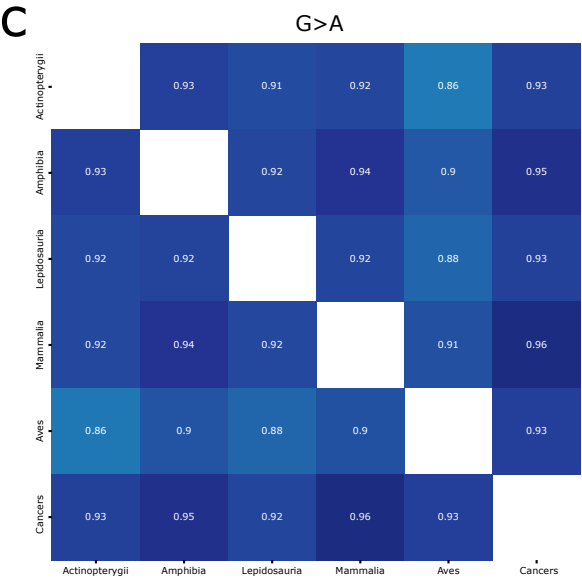 C
G>A
Actinopterygii 0.93 0.91 0.92 0.86 0.93
Amphibia 0.93 0.92 0.94 0.9 0.95
Lepidosauria 0.92 0.92 0.92 0.88 0.93
Mammalia 0.92 0.94 0.92 0.91 0.96
Aves 0.86 0.9 0.88 0.9 0.93
Cancers 0.93 0.95 0.92 0.96 0.93
Actinopterygii Amphibia Lepidosauria Mammalia Aves Cancers